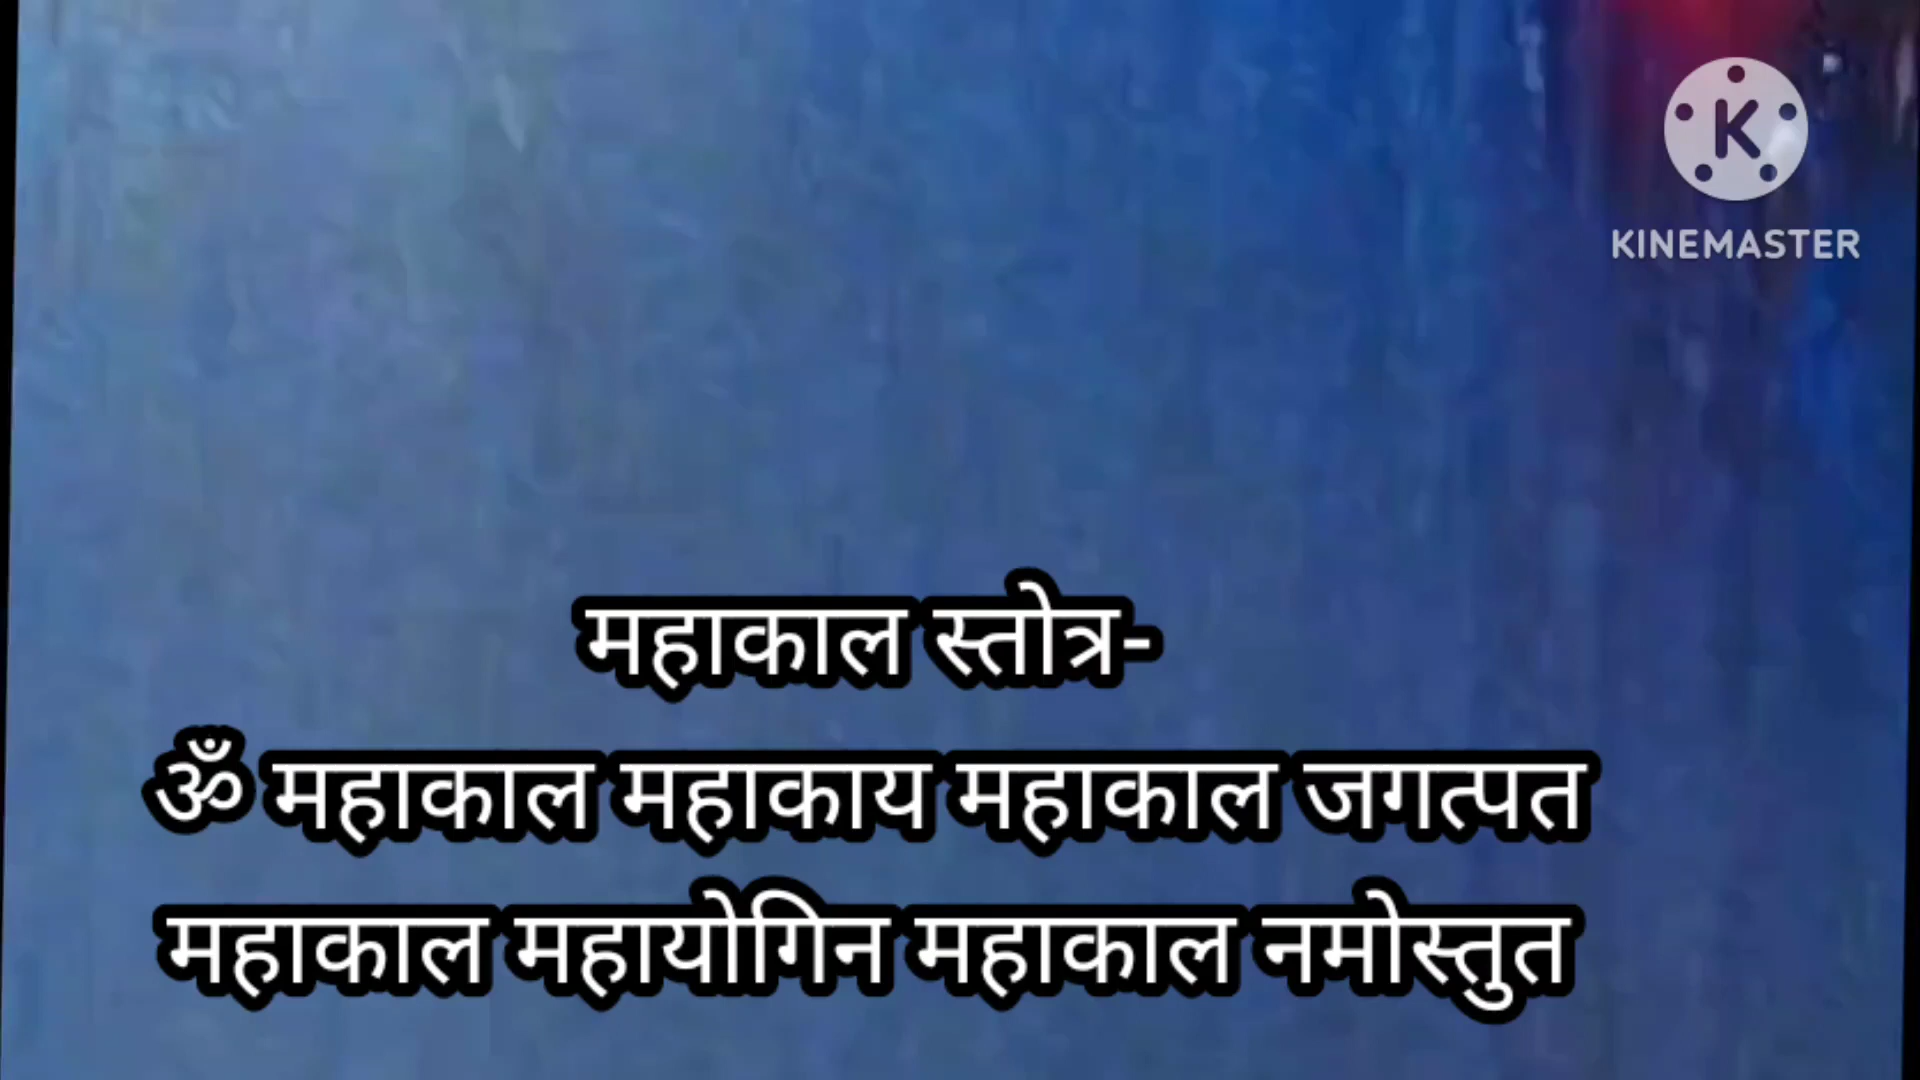 K
KINEMASTER
महाकाल स्तोत्र-
ॐ महाकाल महाकाय महाकाल जगत्पत
महाकाल महायोगिन महाकाल नमोस्तुत